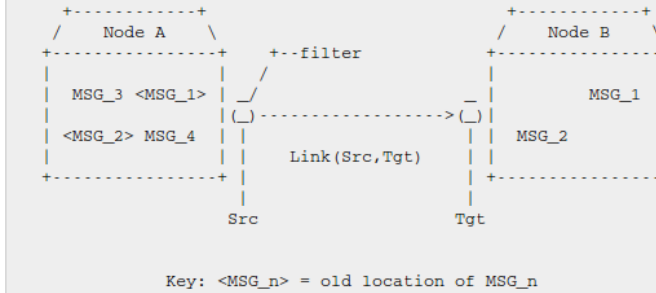 Node A Node B
filter
MSG_3 <MSG_1> MSG_1
<MSG_2> MSG_4 MSG_2
Link(Src,Tgt)
Src Tgt
Key: <MSG_n> = old location of MSG_n